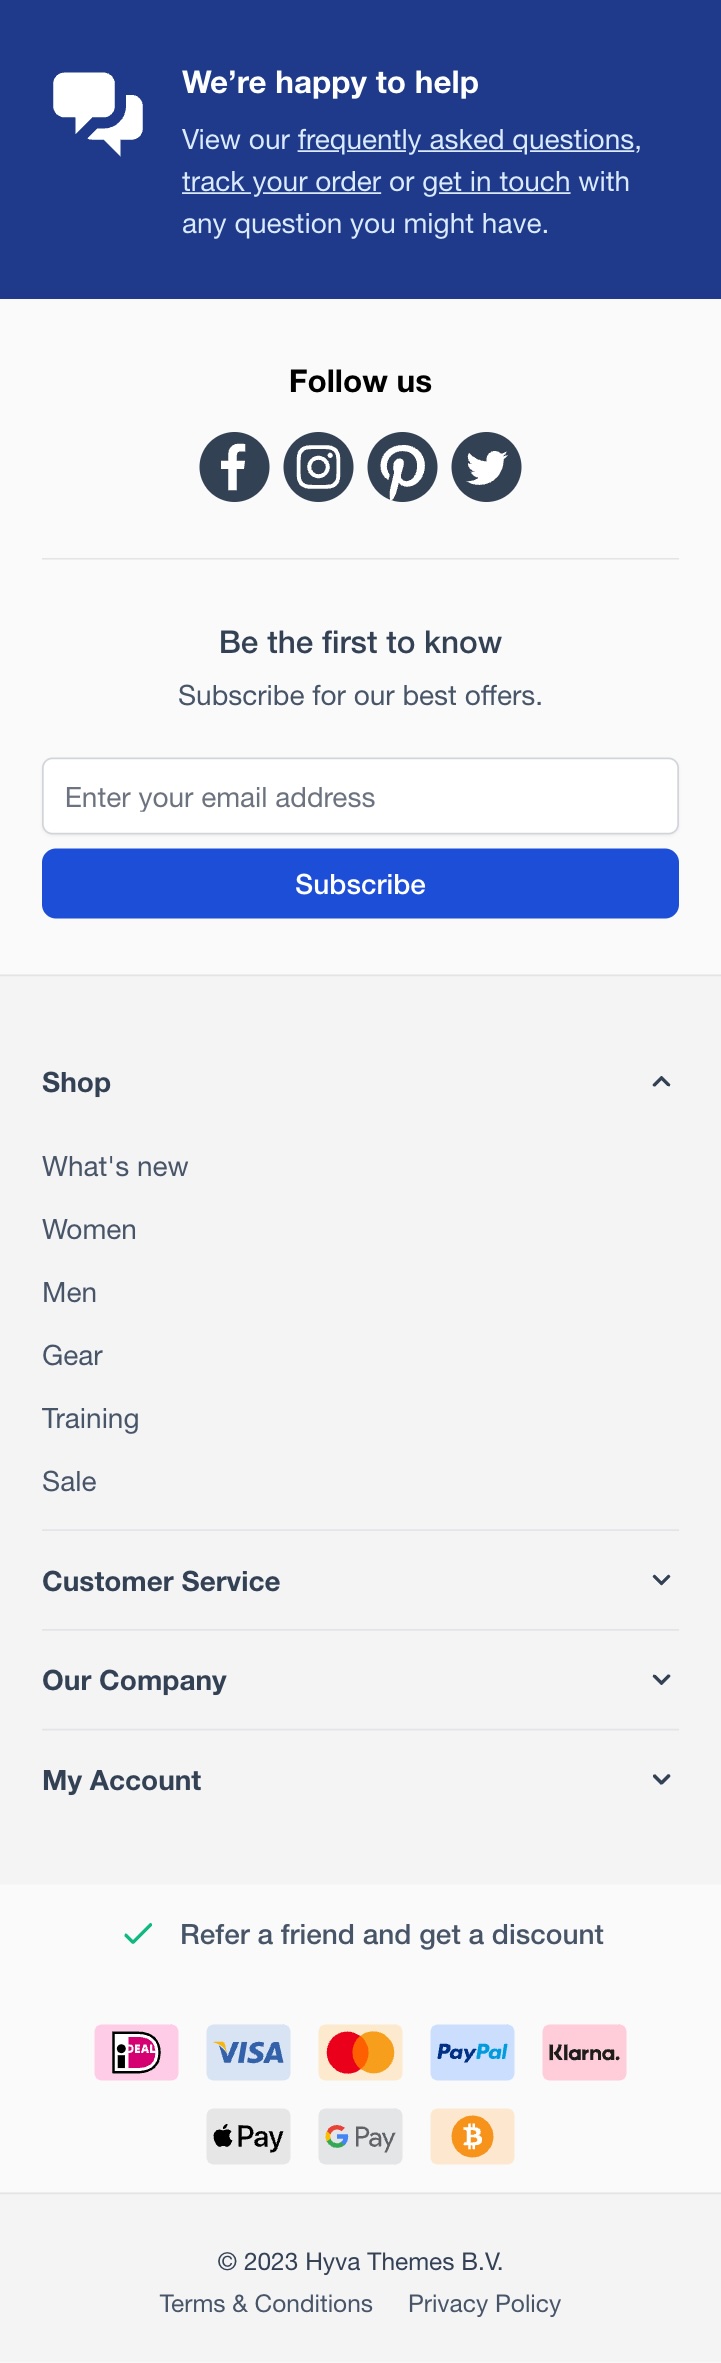 We’re happy to help
View our frequently asked questions,
track your order or get in touch with
any question you might have.
Follow us
Be the first to know
Subscribe for our best offers.
Enter your email address
Subscribe
Shop
What's new
Women
Men
Gear
Training
Sale
Customer Service
Our Company
My Account
Refer a friend and get a discount
iDEAL VISA PayPal Klarna.
Pay G Pay
© 2023 Hyva Themes B.V.
Terms & Conditions Privacy Policy